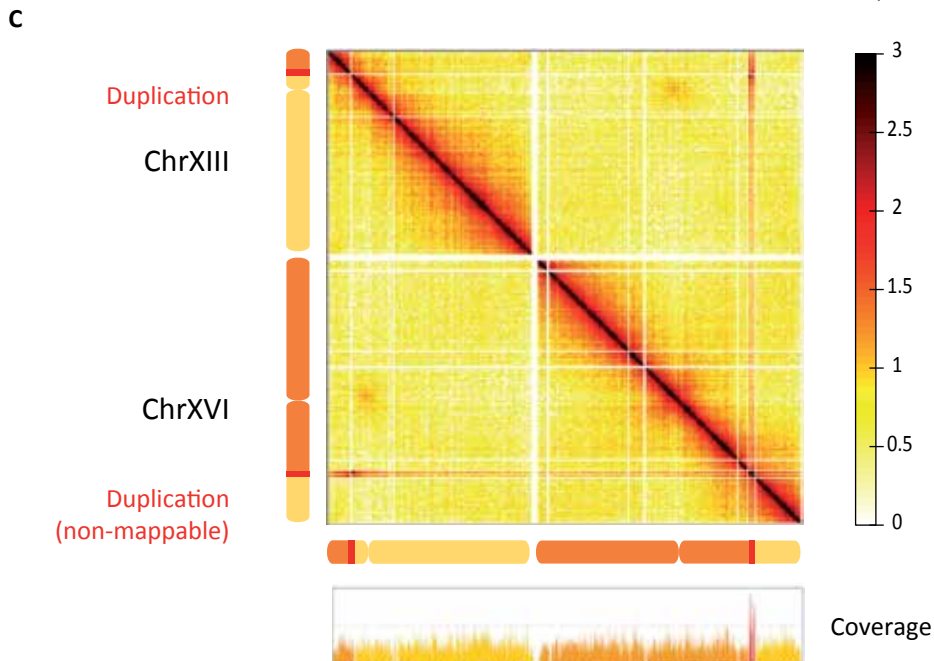 C
Duplication
ChrXIII
ChrXVI
Duplication
(non-mappable)
3
2.5
2
1.5
1
0.5
0
Coverage